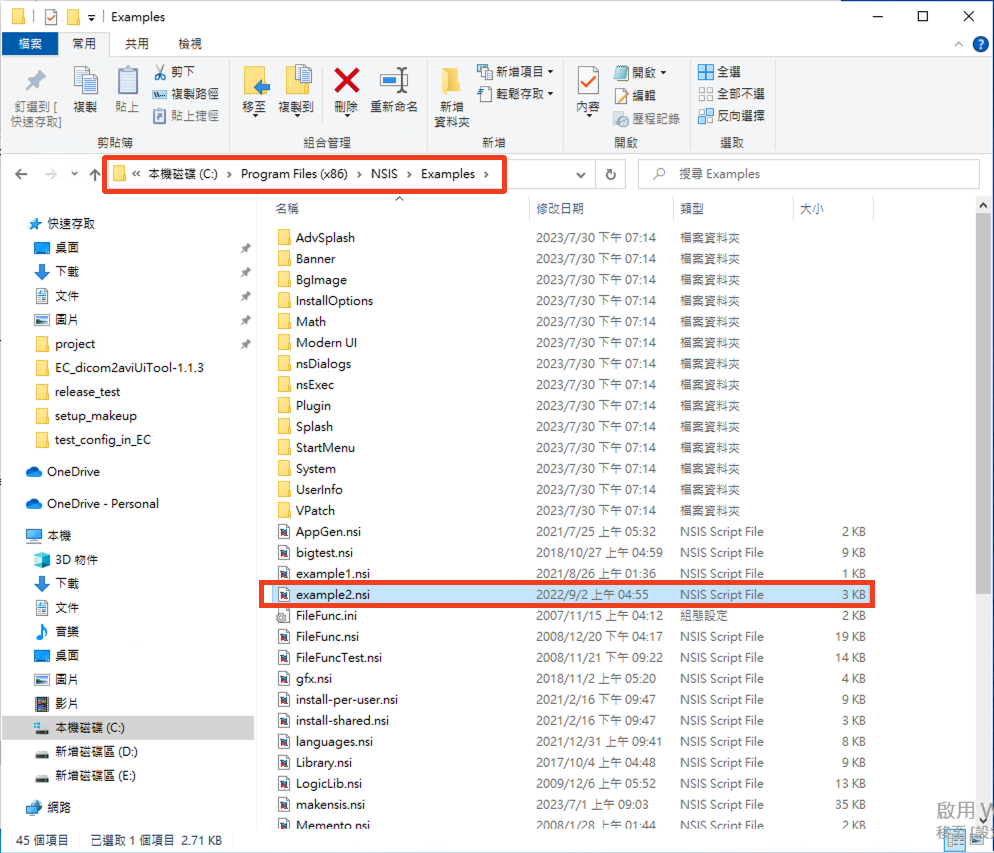 Examples
檔案 常用 共用 檢視
釘選到 [快速存取]
複製
貼上
剪下
複製路徑
貼上捷徑
剪貼簿
移至
複製到
刪除
重新命名
組合管理
新增資料夾
新增項目
輕鬆存取
新增
內容
開啟
編輯
歷程記錄
開啟
全選
全部不選
反向選擇
選取
« 本機磁碟 (C:) › Program Files (x86) › NSIS › Examples ›
搜尋 Examples
快速存取
桌面
下載
文件
圖片
project
EC_dicom2aviUiTool-1.1.3
release_test
setup_makeup
test_config_in_EC
OneDrive
OneDrive - Personal
本機
3D 物件
下載
文件
音樂
桌面
圖片
影片
本機磁碟 (C:)
新增磁碟區 (D:)
新增磁碟區 (E:)
網路
名稱 修改日期 類型 大小
AdvSplash 2023/7/30 下午 07:14 檔案資料夾
Banner 2023/7/30 下午 07:14 檔案資料夾
BgImage 2023/7/30 下午 07:14 檔案資料夾
InstallOptions 2023/7/30 下午 07:14 檔案資料夾
Math 2023/7/30 下午 07:14 檔案資料夾
Modern UI 2023/7/30 下午 07:14 檔案資料夾
nsDialogs 2023/7/30 下午 07:14 檔案資料夾
nsExec 2023/7/30 下午 07:14 檔案資料夾
Plugin 2023/7/30 下午 07:14 檔案資料夾
Splash 2023/7/30 下午 07:14 檔案資料夾
StartMenu 2023/7/30 下午 07:14 檔案資料夾
System 2023/7/30 下午 07:14 檔案資料夾
UserInfo 2023/7/30 下午 07:14 檔案資料夾
VPatch 2023/7/30 下午 07:14 檔案資料夾
AppGen.nsi 2021/7/25 上午 05:32 NSIS Script File 2 KB
bigtest.nsi 2018/10/27 上午 04:59 NSIS Script File 9 KB
example1.nsi 2021/8/26 上午 01:36 NSIS Script File 1 KB
example2.nsi 2022/9/2 上午 04:55 NSIS Script File 3 KB
FileFunc.ini 2007/11/15 上午 04:12 組態設定 2 KB
FileFunc.nsi 2008/12/20 下午 04:17 NSIS Script File 19 KB
FileFuncTest.nsi 2008/11/21 下午 09:22 NSIS Script File 14 KB
gfx.nsi 2018/11/2 上午 05:20 NSIS Script File 4 KB
install-per-user.nsi 2021/2/16 下午 09:47 NSIS Script File 9 KB
install-shared.nsi 2021/2/16 下午 09:47 NSIS Script File 3 KB
languages.nsi 2021/12/31 上午 09:41 NSIS Script File 8 KB
Library.nsi 2017/10/4 上午 04:48 NSIS Script File 9 KB
LogicLib.nsi 2009/12/6 上午 05:52 NSIS Script File 13 KB
makensis.nsi 2023/7/1 上午 09:03 NSIS Script File 35 KB
Memento.nsi 2008/1/28 上午 01:44 NSIS Script File 2 KB
啟用 W
移至 [設
45 個項目 已選取 1 個項目 2.71 KB